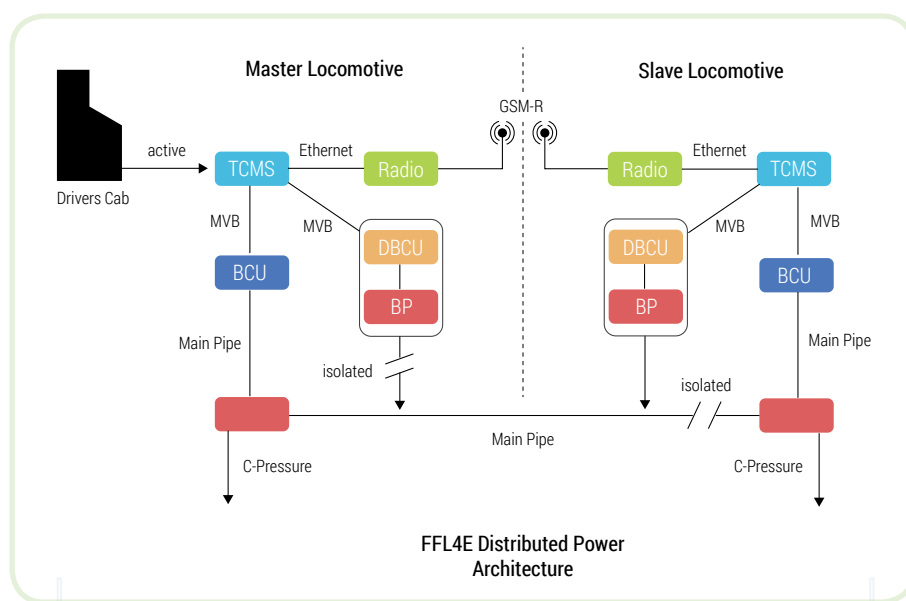 Master Locomotive
Slave Locomotive
GSM-R
active
Ethernet
Ethernet
TCMS
Radio
Radio
TCMS
Drivers Cab
MVB
MVB
MVB
MVB
DBCU
DBCU
BCU
BCU
BP
BP
Main Pipe
Main Pipe
isolated
isolated
Main Pipe
C-Pressure
C-Pressure
FFL4E Distributed Power
Architecture